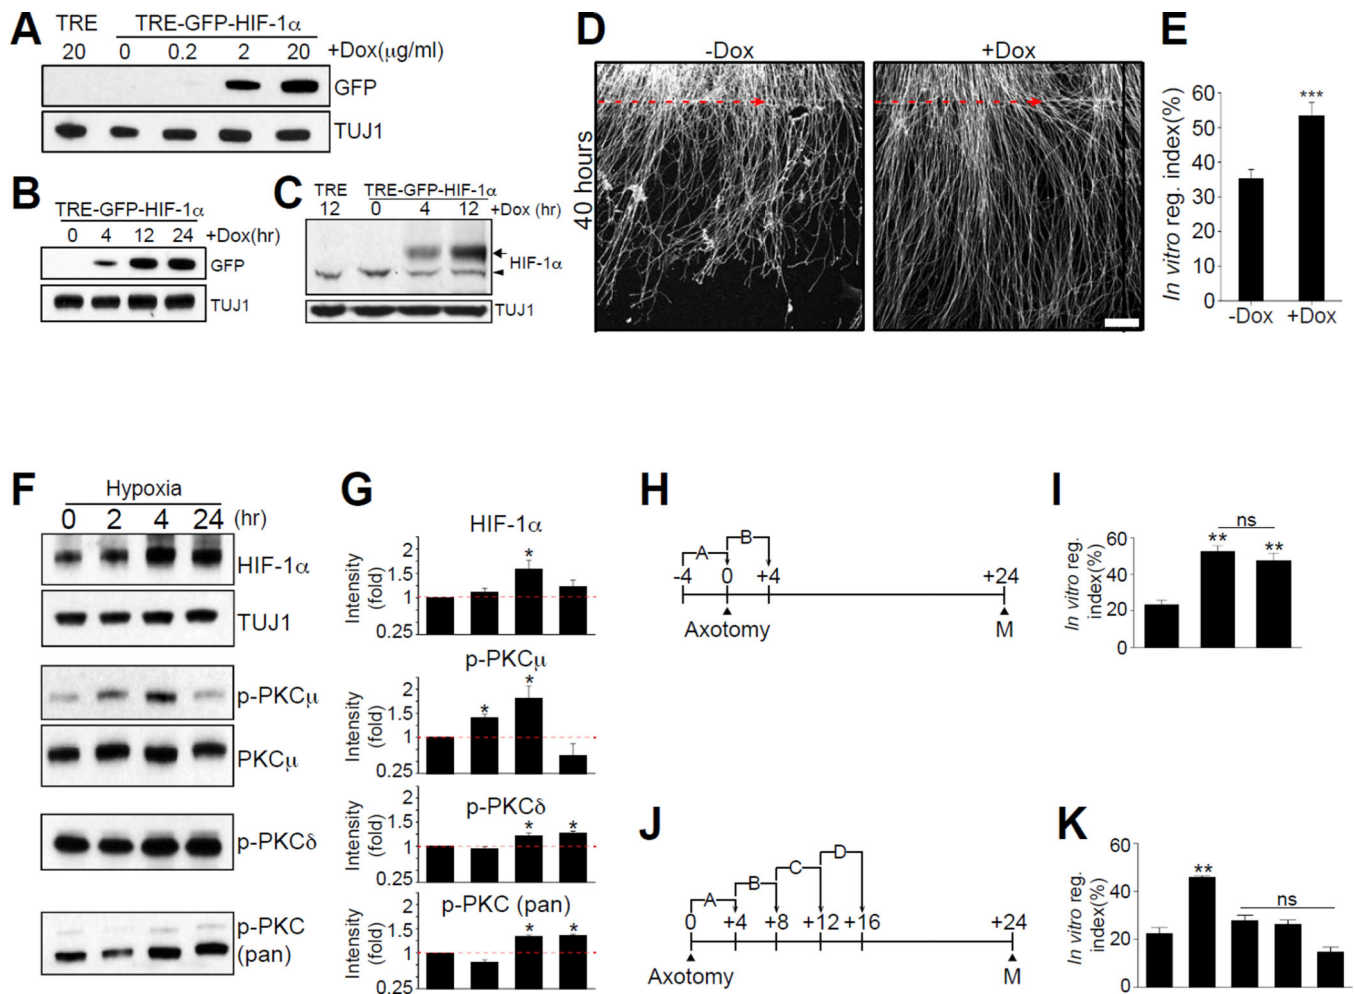 A
TRE TRE-GFP-HIF-1α
20 0 0.2 2 20 +Dox(μg/ml)
GFP
TUJ1
B
TRE-GFP-HIF-1α
0 4 12 24 +Dox(hr)
GFP
TUJ1
C
TRE TRE-GFP-HIF-1α
12 0 4 12 +Dox (hr)
HIF-1α
TUJ1
D
-Dox +Dox
40 hours
E
In vitro reg. index(%)
60
50
40
30
20
10
0
***
-Dox +Dox
F
Hypoxia
0 2 4 24 (hr)
HIF-1α
TUJ1
p-PKCμ
PKCμ
p-PKCδ
p-PKC
(pan)
G
HIF-1α
Intensity
(fold)
2
1.5
1
0.25
*
p-PKCμ
Intensity
(fold)
2
1.5
1
0.25
* *
p-PKCδ
Intensity
(fold)
2
1.5
1
0.25
* *
p-PKC (pan)
Intensity
(fold)
2
1.5
1
0.25
* *
H
A B
-4 0 +4 +24
Axotomy M
I
In vitro reg.
index(%)
60
40
20
0
ns
** **
J
A B C D
0 +4 +8 +12 +16 +24
Axotomy M
K
In vitro reg.
index(%)
60
40
20
0
**
ns